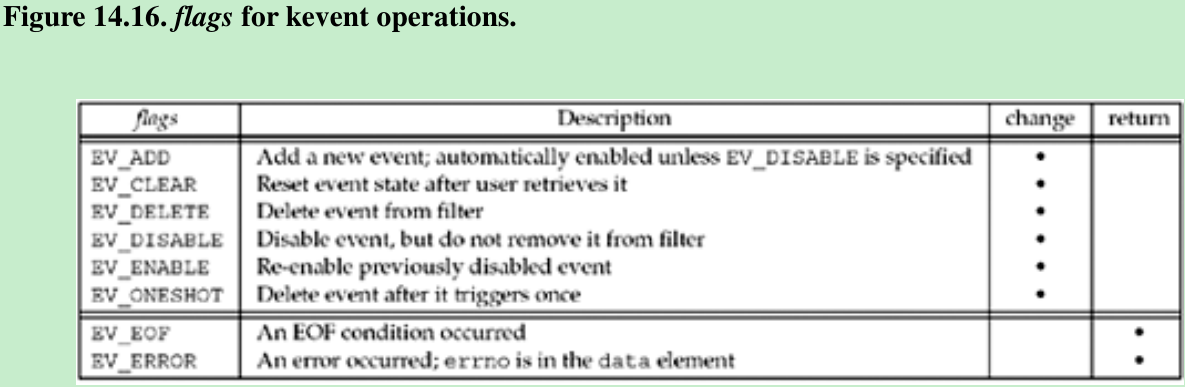 Figure 14.16. flags for kevent operations.
flags Description change return
EV_ADD Add a new event; automatically enabled unless EV_DISABLE is specified •
EV_CLEAR Reset event state after user retrieves it •
EV_DELETE Delete event from filter •
EV_DISABLE Disable event, but do not remove it from filter •
EV_ENABLE Re-enable previously disabled event •
EV_ONESHOT Delete event after it triggers once •
EV_EOF An EOF condition occurred •
EV_ERROR An error occurred; errno is in the data element •